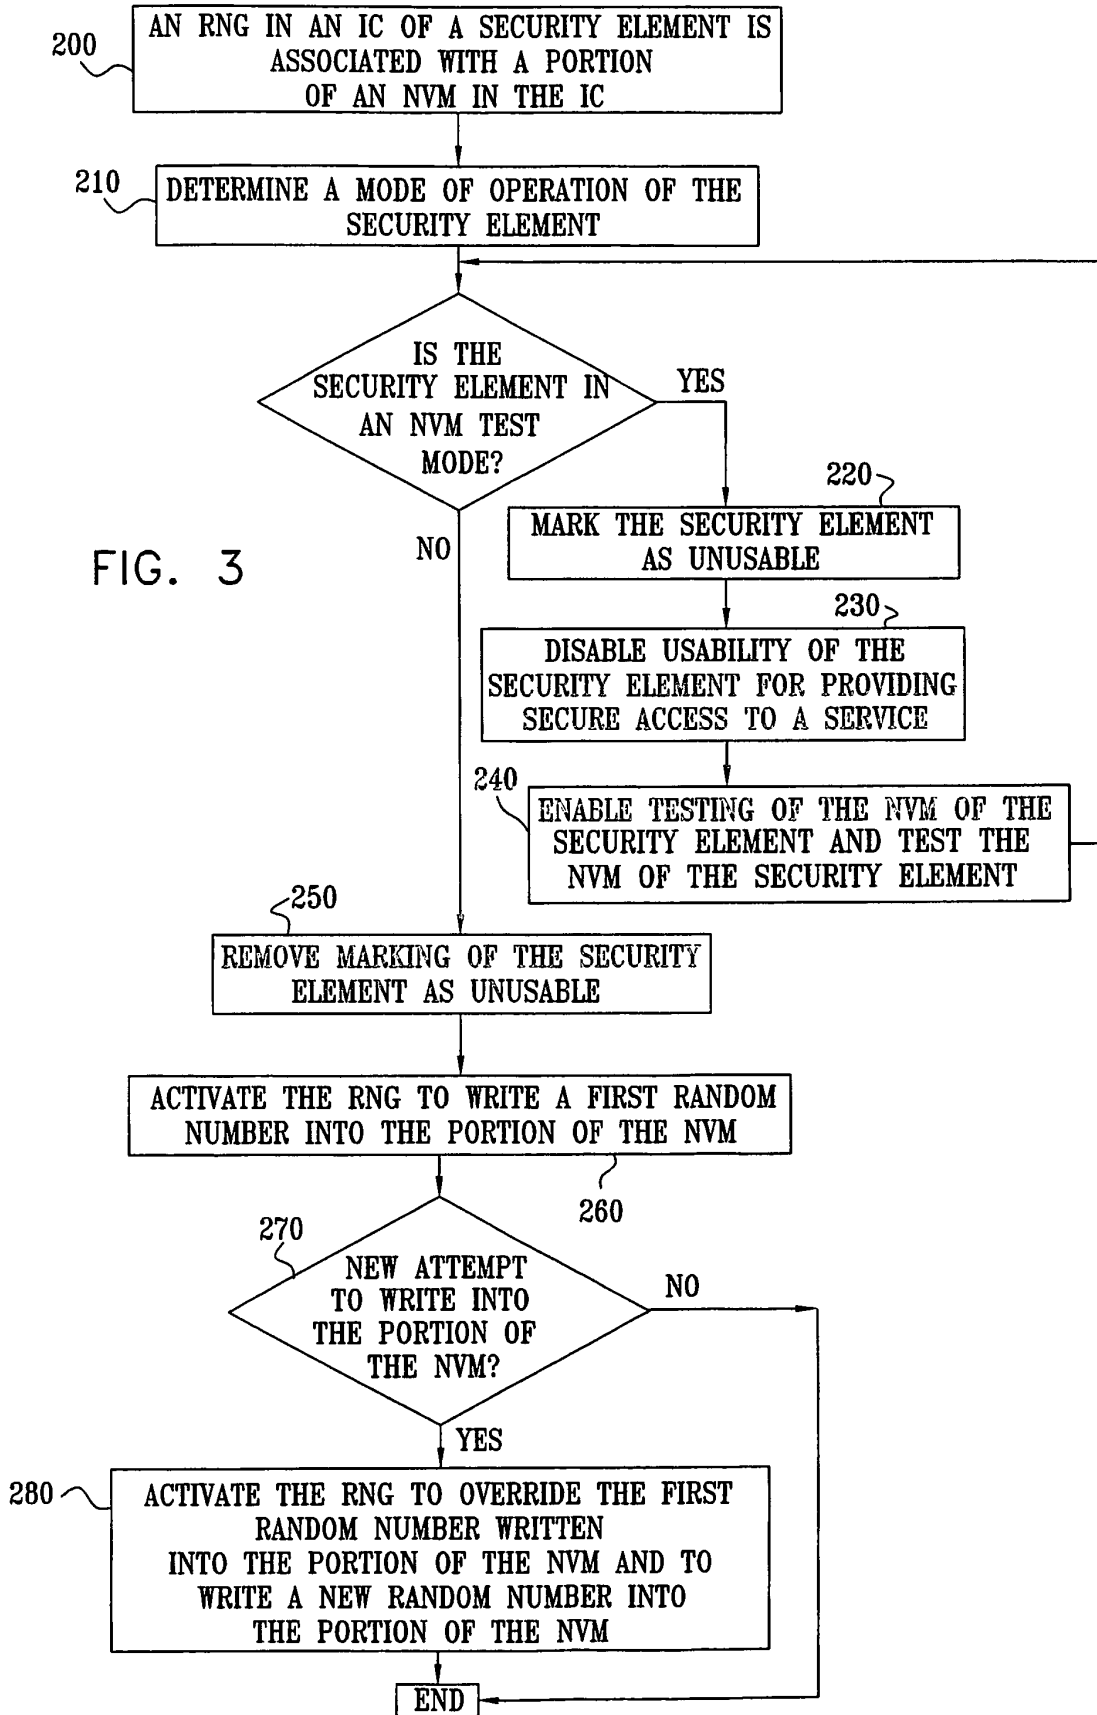 200
AN RNG IN AN IC OF A SECURITY ELEMENT IS
ASSOCIATED WITH A PORTION
OF AN NVM IN THE IC
210
DETERMINE A MODE OF OPERATION OF THE
SECURITY ELEMENT
IS THE
SECURITY ELEMENT IN
AN NVM TEST
MODE?
YES
NO
FIG. 3
220
MARK THE SECURITY ELEMENT
AS UNUSABLE
230
DISABLE USABILITY OF THE
SECURITY ELEMENT FOR PROVIDING
SECURE ACCESS TO A SERVICE
240
ENABLE TESTING OF THE NVM OF THE
SECURITY ELEMENT AND TEST THE
NVM OF THE SECURITY ELEMENT
250
REMOVE MARKING OF THE SECURITY
ELEMENT AS UNUSABLE
ACTIVATE THE RNG TO WRITE A FIRST RANDOM
NUMBER INTO THE PORTION OF THE NVM
260
270
NEW ATTEMPT
TO WRITE INTO
THE PORTION OF
THE NVM?
NO
YES
280
ACTIVATE THE RNG TO OVERRIDE THE FIRST
RANDOM NUMBER WRITTEN
INTO THE PORTION OF THE NVM AND TO
WRITE A NEW RANDOM NUMBER INTO
THE PORTION OF THE NVM
END